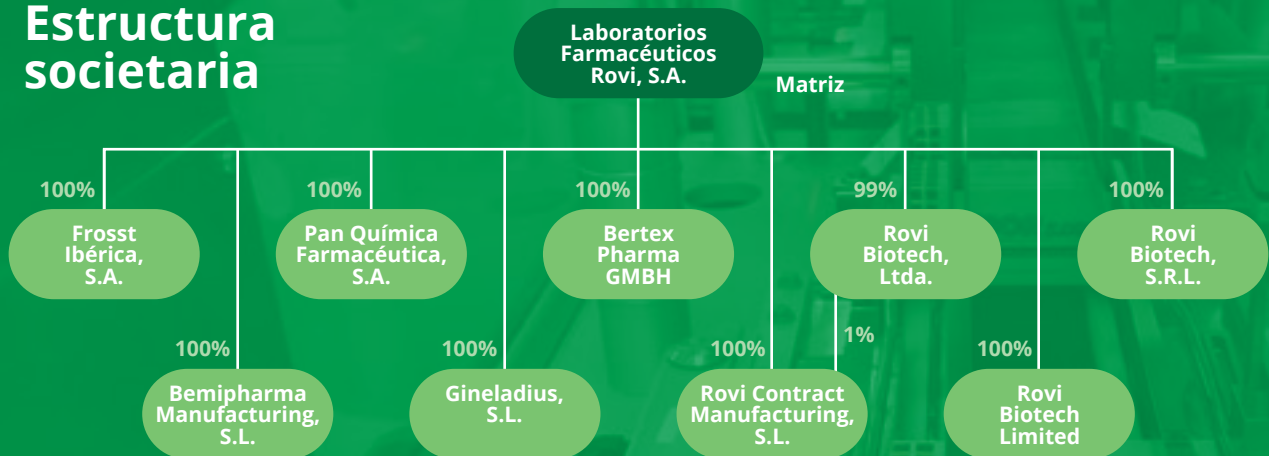 Estructura
societaria
Laboratorios
Farmacéuticos
Rovi, S.A.
Matriz
100%
100%
100%
99%
100%
Frosst
Ibérica,
S.A.
Pan Química
Farmacéutica,
S.A.
Bertex
Pharma
GMBH
Rovi
Biotech,
Ltda.
Rovi
Biotech,
S.R.L.
100%
100%
100%
1%
100%
Bemipharma
Manufacturing,
S.L.
Gineladius,
S.L.
Rovi Contract
Manufacturing,
S.L.
Rovi
Biotech
Limited